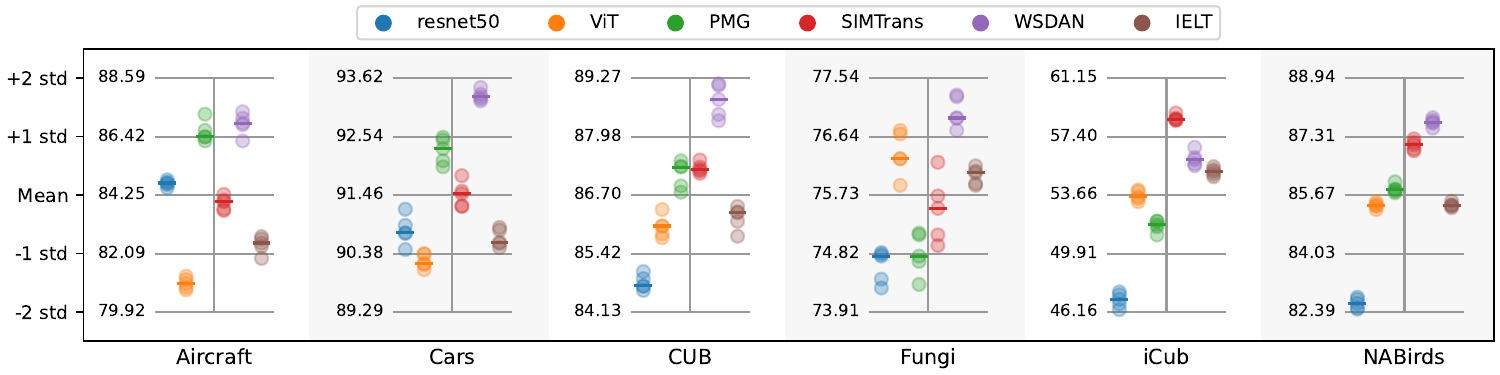 resnet50 ViT PMG SIMTrans WSDAN IELT
+2 std 88.59 93.62 89.27 77.54 61.15 88.94
+1 std 86.42 92.54 87.98 76.64 57.40 87.31
Mean 84.25 91.46 86.70 75.73 53.66 85.67
-1 std 82.09 90.38 85.42 74.82 49.91 84.03
-2 std 79.92 89.29 84.13 73.91 46.16 82.39
Aircraft Cars CUB Fungi iCub NABirds